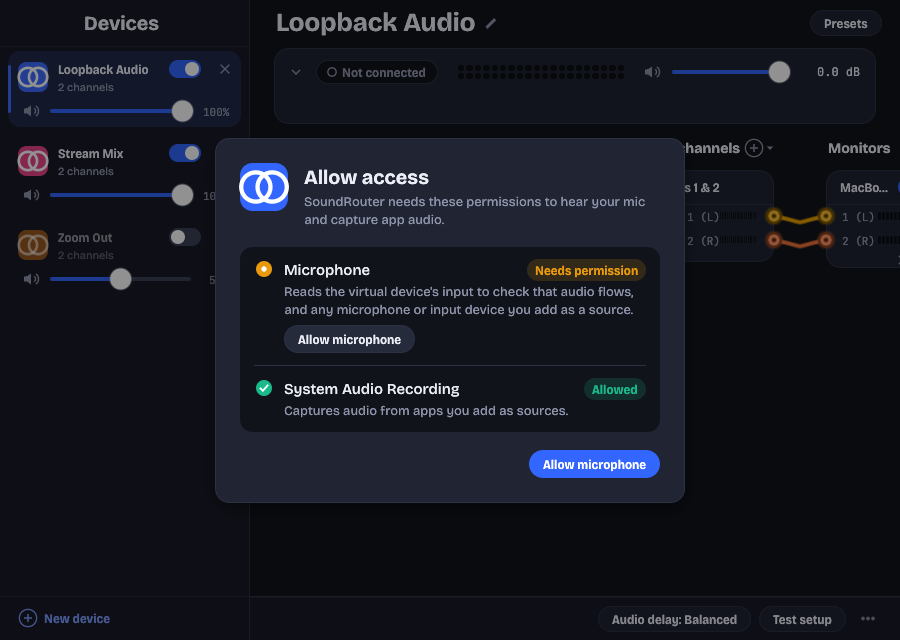 Devices
Loopback Audio
2 channels
100%
Stream Mix
2 channels
Zoom Out
2 channels
New device
Loopback Audio
Presets
Not connected
0.0 dB
Monitors
1 & 2
MacBo...
1 (L)
1 (L)
2 (R)
2 (R)
Allow access
SoundRouter needs these permissions to hear your mic
and capture app audio.
Microphone
Needs permission
Reads the virtual device's input to check that audio flows,
and any microphone or input device you add as a source.
Allow microphone
System Audio Recording
Allowed
Captures audio from apps you add as sources.
Allow microphone
Audio delay: Balanced
Test setup